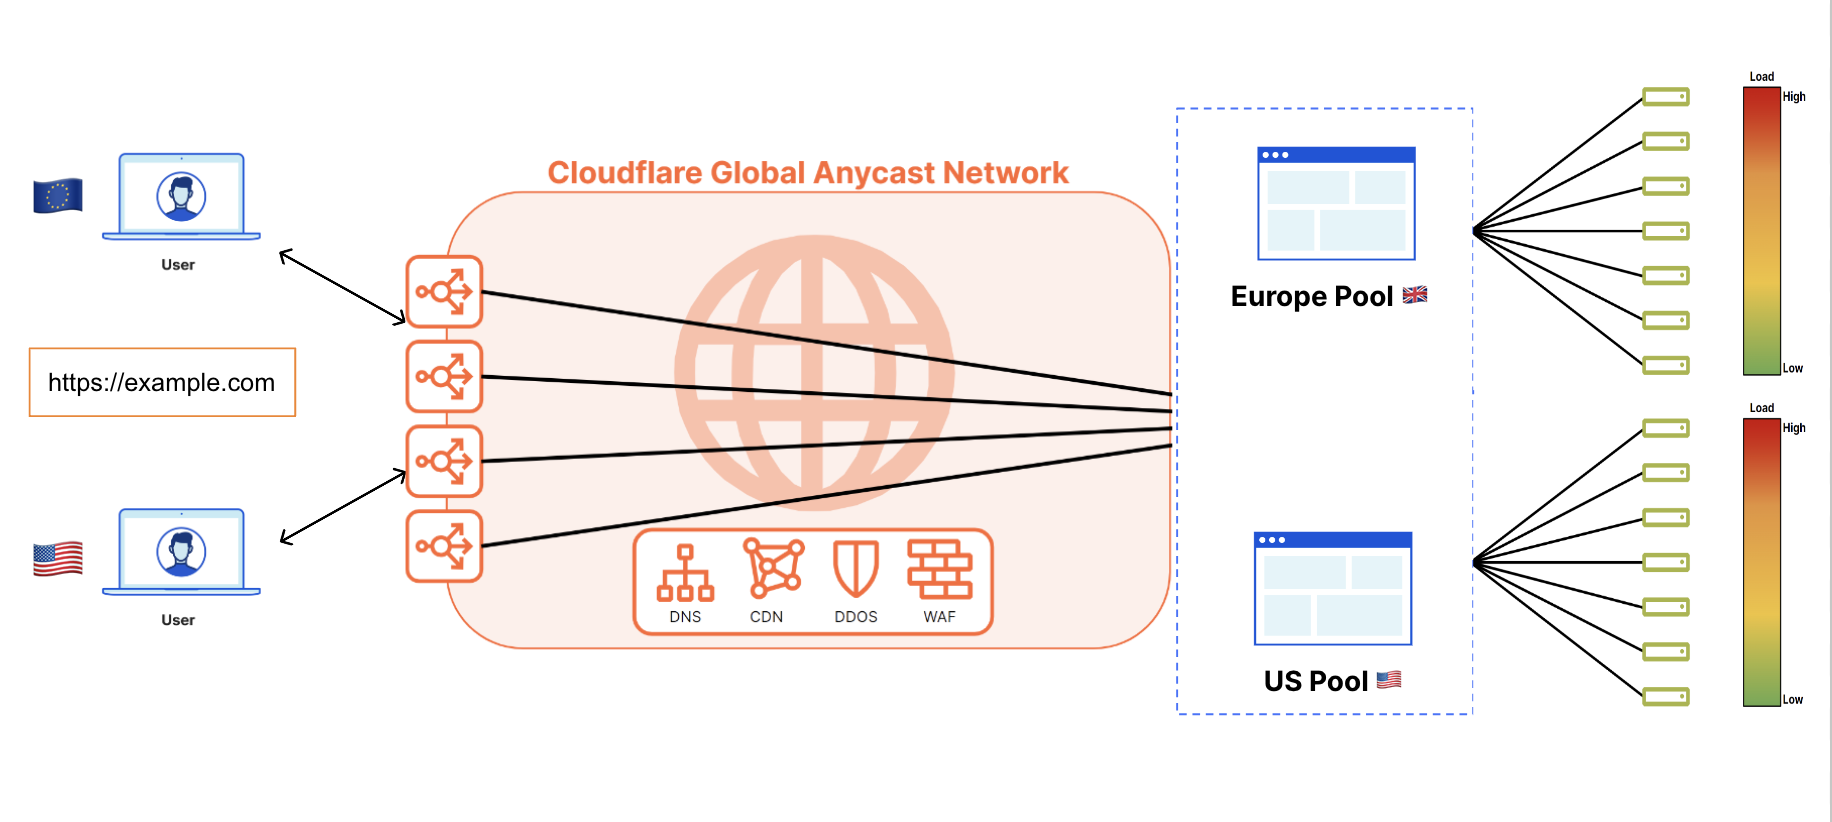 User
https://example.com
User
Cloudflare Global Anycast Network
DNS
CDN
DDOS
WAF
Europe Pool
US Pool
Load
High
Low
Load
High
Low